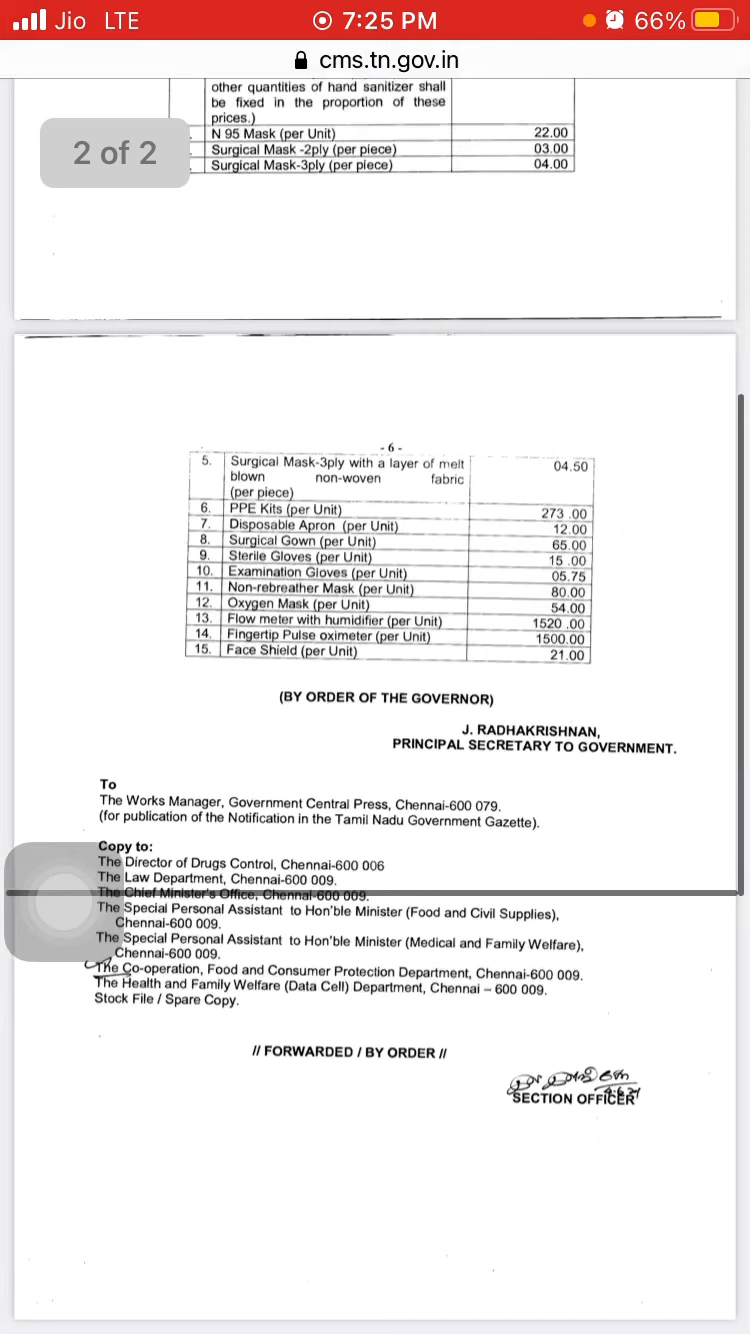 Jio LTE 7:25 PM 66%
cms.tn.gov.in
other quantities of hand sanitizer shall
be fixed in the proportion of these
prices.)
2 of 2
. N 95 Mask (per Unit) 22.00
. Surgical Mask -2ply (per piece) 03.00
. Surgical Mask-3ply (per piece) 04.00
- 6 -
5. Surgical Mask-3ply with a layer of melt 04.50
blown non-woven fabric
(per piece)
6. PPE Kits (per Unit) 273 .00
7. Disposable Apron (per Unit) 12.00
8. Surgical Gown (per Unit) 65.00
9. Sterile Gloves (per Unit) 15 .00
10. Examination Gloves (per Unit) 05.75
11. Non-rebreather Mask (per Unit) 80.00
12. Oxygen Mask (per Unit) 54.00
13. Flow meter with humidifier (per Unit) 1520 .00
14. Fingertip Pulse oximeter (per Unit) 1500.00
15. Face Shield (per Unit) 21.00
(BY ORDER OF THE GOVERNOR)
J. RADHAKRISHNAN,
PRINCIPAL SECRETARY TO GOVERNMENT.
To
The Works Manager, Government Central Press, Chennai-600 079.
(for publication of the Notification in the Tamil Nadu Government Gazette).
Copy to:
The Director of Drugs Control, Chennai-600 006
The Law Department, Chennai-600 009.
The Chief Minister's Office, Chennai-600 009.
The Special Personal Assistant to Hon'ble Minister (Food and Civil Supplies),
Chennai-600 009.
The Special Personal Assistant to Hon'ble Minister (Medical and Family Welfare),
Chennai-600 009.
The Co-operation, Food and Consumer Protection Department, Chennai-600 009.
The Health and Family Welfare (Data Cell) Department, Chennai – 600 009.
Stock File / Spare Copy.
// FORWARDED / BY ORDER //
SECTION OFFICER